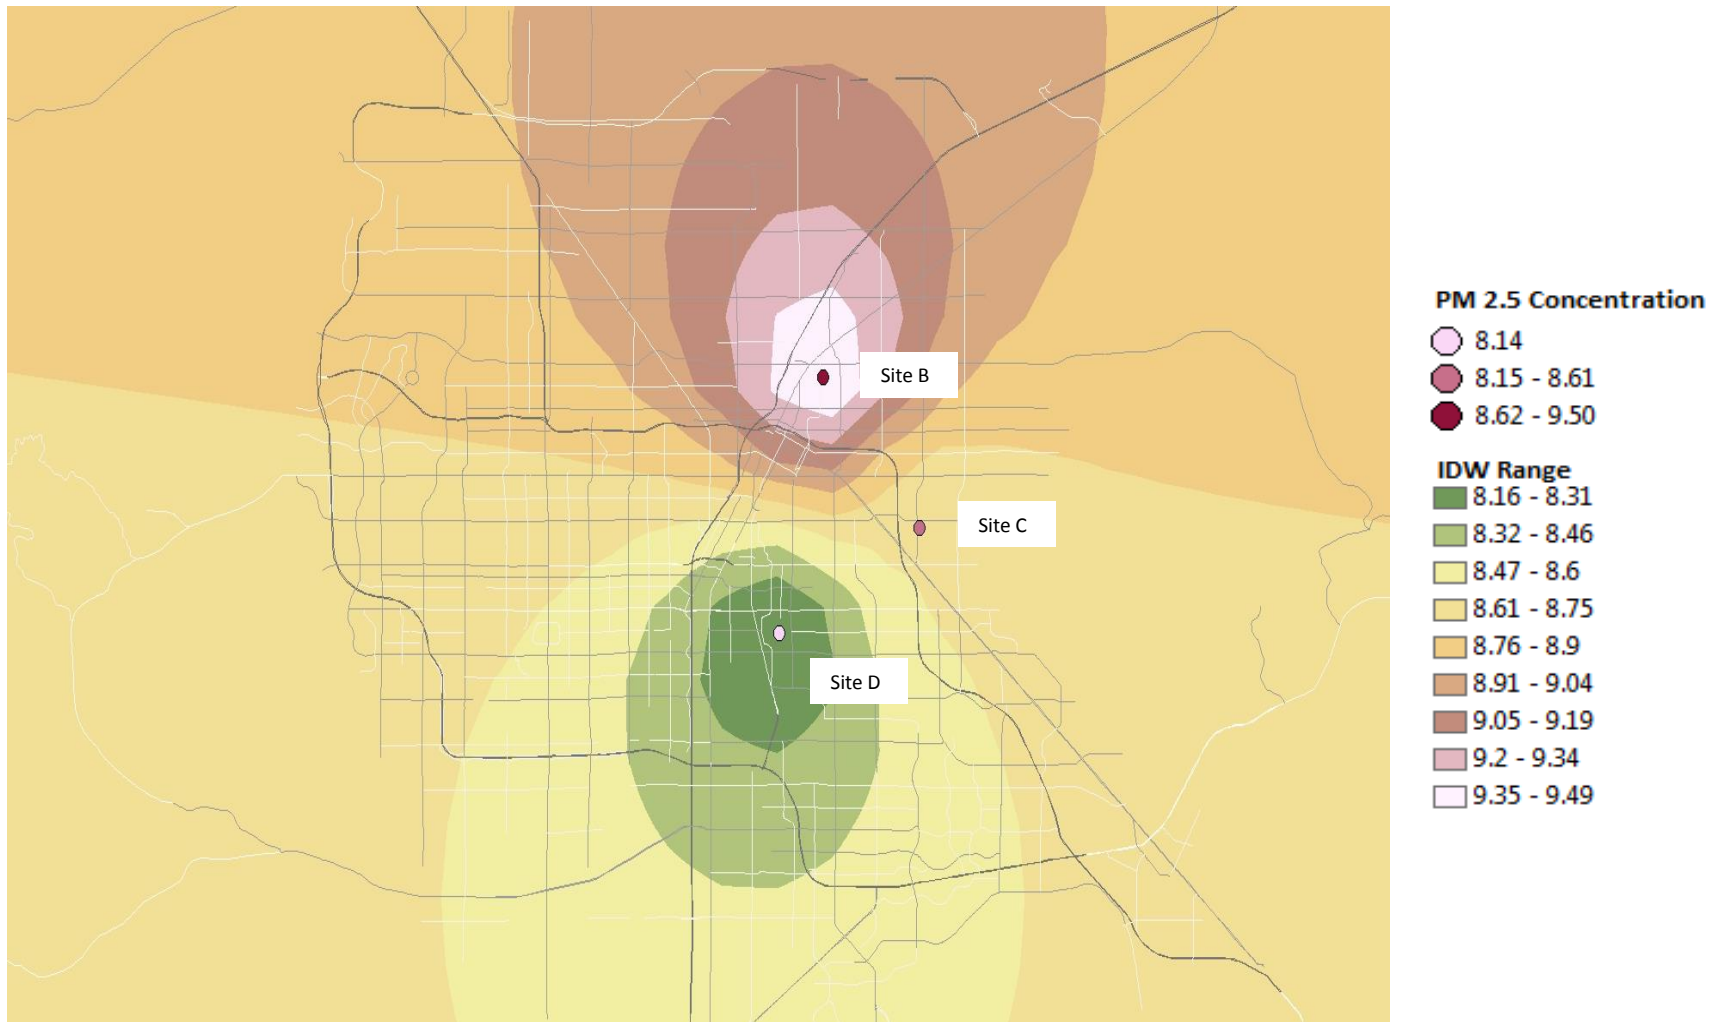 Site B
Site C
Site D
PM 2.5 Concentration
8.14
8.15 - 8.61
8.62 - 9.50
IDW Range
8.16 - 8.31
8.32 - 8.46
8.47 - 8.6
8.61 - 8.75
8.76 - 8.9
8.91 - 9.04
9.05 - 9.19
9.2 - 9.34
9.35 - 9.49